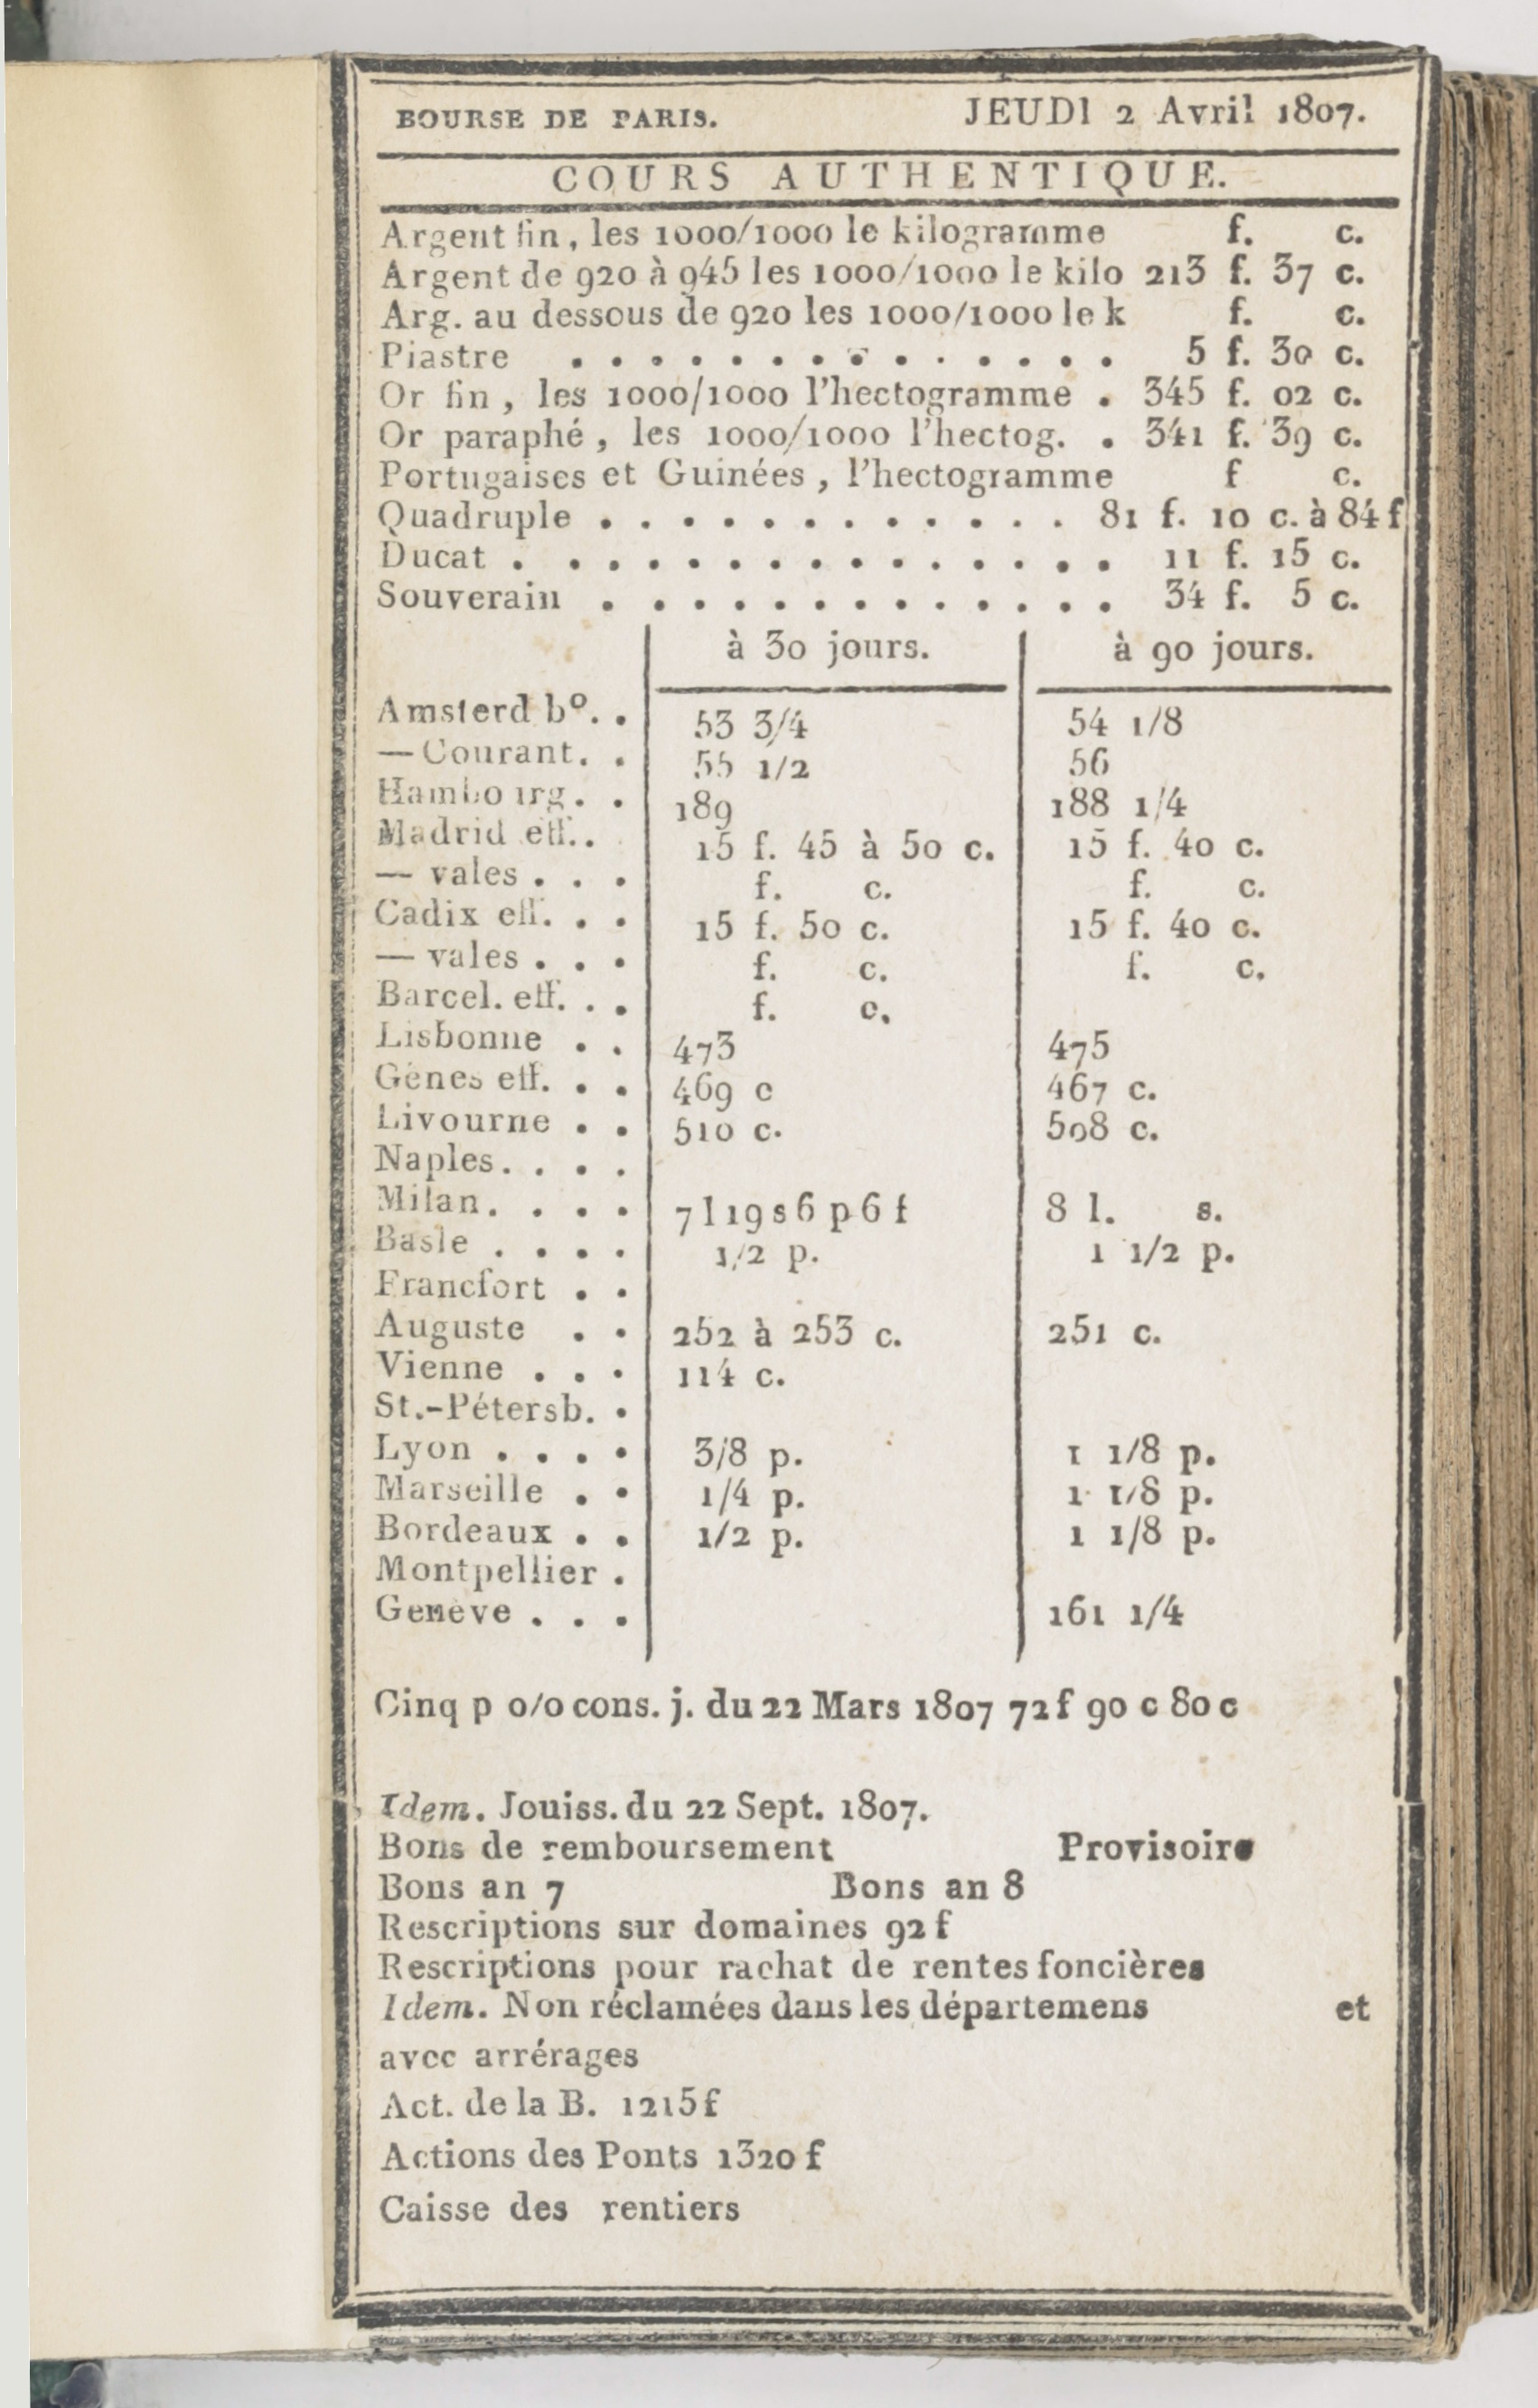 BOURSE DE PARIS. JEUDI 2 Avril 1807.
COURS AUTHENTIQUE.
Argent fin, les 1000/1000 le kilogramme f. c.
Argent de 920 à 945 les 1000/1000 le kilo 213 f. 37 c.
Arg. au dessous de 920 les 1000/1000 le k f. c.
Piastre . . . . . . . . . . . . . . 5 f. 30 c.
Or fin, les 1000/1000 l'hectogramme . 345 f. 02 c.
Or paraphé, les 1000/1000 l'hectog. . 341 f. 39 c.
Portugaises et Guinées, l'hectogramme f c.
Quadruple . . . . . . . . . . . . 81 f. 10 c. à 84 f
Ducat . . . . . . . . . . . . . . . 11 f. 15 c.
Souverain . . . . . . . . . . . . . 34 f. 5 c.
à 30 jours. à 90 jours.
Amsterd bº. . 53 3/4 54 1/8
— Courant. . 55 1/2 56
Hambourg. . 189 188 1/4
Madrid eff. . 15 f. 45 à 50 c. 15 f. 40 c.
— vales . . . f. c. f. c.
Cadix eff. . . 15 f. 50 c. 15 f. 40 c.
— vales . . . f. c. f. c.
Barcel. eff. . . f. c.
Lisbonne . . 473 475
Gênes eff. . . 469 c 467 c.
Livourne . . 510 c. 508 c.
Naples. . . .
Milan. . . . 7 l 19 s 6 p 6 f 8 l. s.
Basle . . . . 1/2 p. 1 1/2 p.
Francfort . .
Auguste . . 252 à 253 c. 251 c.
Vienne . . . 114 c.
St.-Pétersb. .
Lyon . . . . 3/8 p. 1 1/8 p.
Marseille . . 1/4 p. 1 1/8 p.
Bordeaux . . 1/2 p. 1 1/8 p.
Montpellier .
Genève . . . 161 1/4
Cinq p 0/0 cons. j. du 22 Mars 1807 72 f 90 c 80 c
Idem. Jouiss. du 22 Sept. 1807.
Bons de remboursement Provisoire
Bons an 7 Bons an 8
Rescriptions sur domaines 92 f
Rescriptions pour rachat de rentes foncières
Idem. Non réclamées dans les départemens et
avec arrérages
Act. de la B. 1215 f
Actions des Ponts 1320 f
Caisse des rentiers